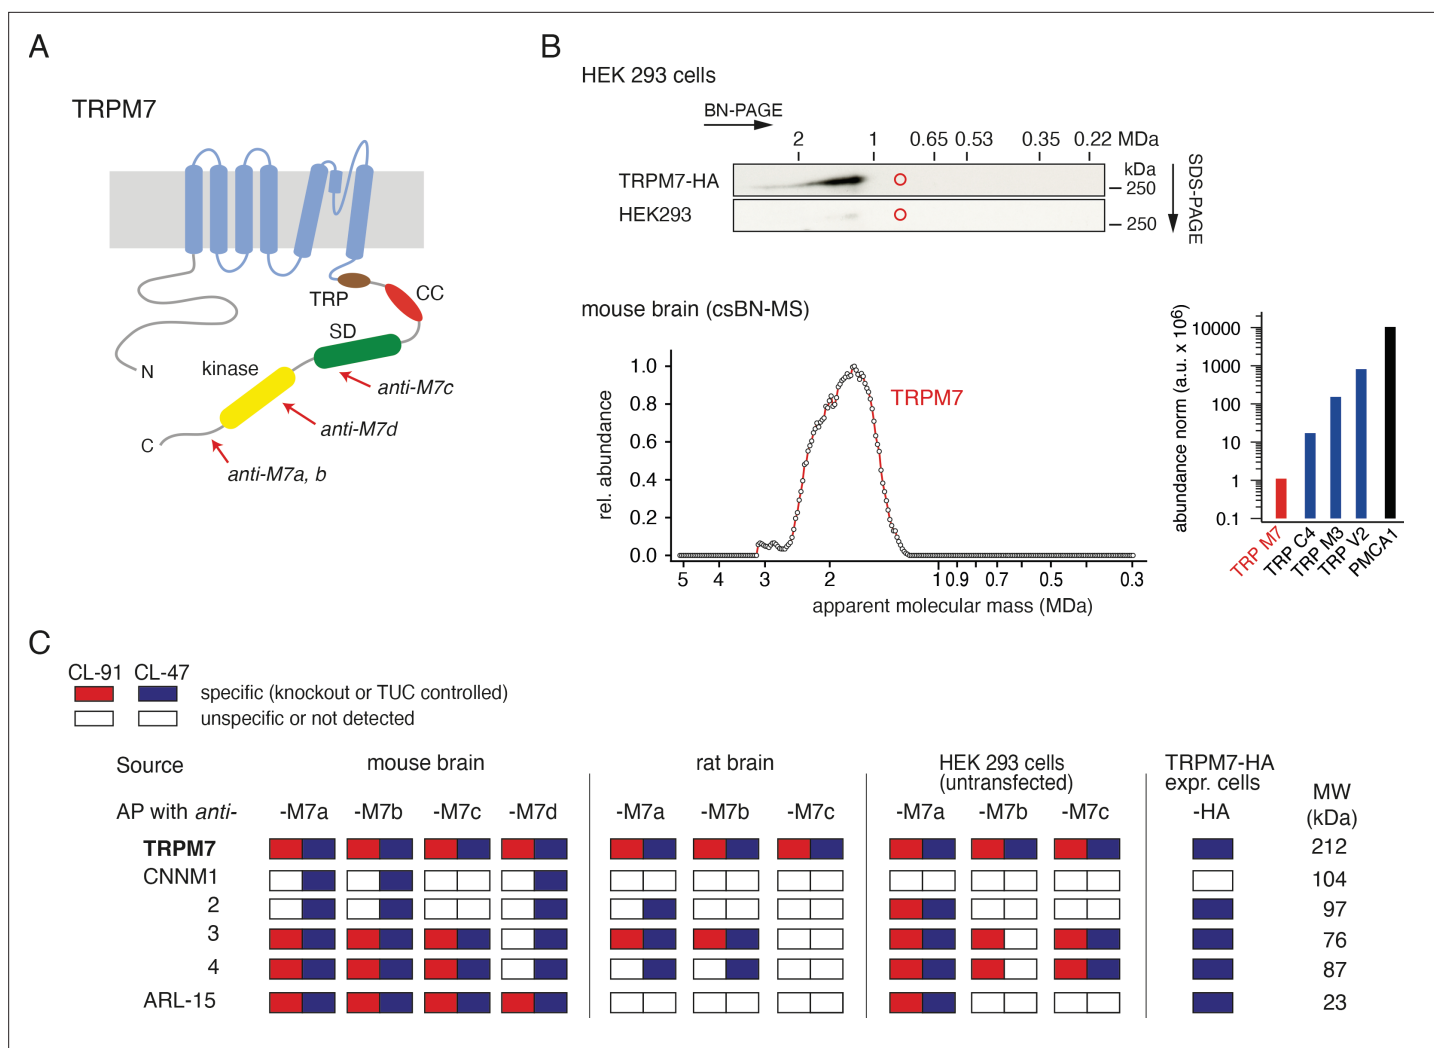 A
TRPM7
TRP
CC
SD
kinase
N
C
anti-M7c
anti-M7d
anti-M7a, b
B
HEK 293 cells
BN-PAGE
2 1 0.65 0.53 0.35 0.22 MDa
TRPM7-HA
kDa
250
HEK293
250
SDS-PAGE
mouse brain (csBN-MS)
rel. abundance
1.0
0.8
0.6
0.4
0.2
0.0
TRPM7
5 4 3 2 1 0.9 0.7 0.5 0.3
apparent molecular mass (MDa)
abundance norm (a.u. x 10⁶)
10000
1000
100
10
1
0.1
TRP M7
TRP C4
TRP M3
TRP V2
PMCA1
C
CL-91 CL-47
specific (knockout or TUC controlled)
unspecific or not detected
Source mouse brain rat brain HEK 293 cells (untransfected) TRPM7-HA expr. cells MW (kDa)
AP with anti- -M7a -M7b -M7c -M7d -M7a -M7b -M7c -M7a -M7b -M7c -HA
TRPM7 212
CNNM1 104
2 97
3 76
4 87
ARL-15 23